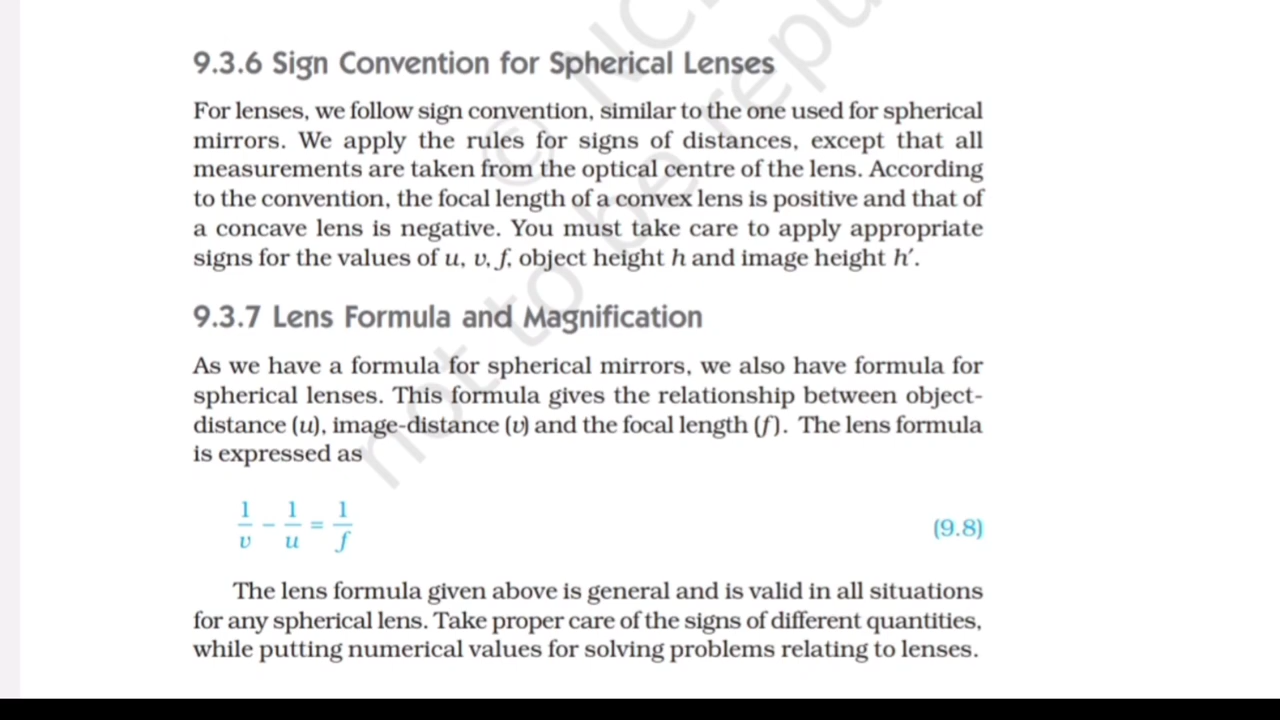 9.3.6 Sign Convention for Spherical Lenses
For lenses, we follow sign convention, similar to the one used for spherical
mirrors. We apply the rules for signs of distances, except that all
measurements are taken from the optical centre of the lens. According
to the convention, the focal length of a convex lens is positive and that of
a concave lens is negative. You must take care to apply appropriate
signs for the values of u, v, f, object height h and image height h′.
9.3.7 Lens Formula and Magnification
As we have a formula for spherical mirrors, we also have formula for
spherical lenses. This formula gives the relationship between object-
distance (u), image-distance (v) and the focal length (f). The lens formula
is expressed as
1/v − 1/u = 1/f (9.8)
The lens formula given above is general and is valid in all situations
for any spherical lens. Take proper care of the signs of different quantities,
while putting numerical values for solving problems relating to lenses.
not to be